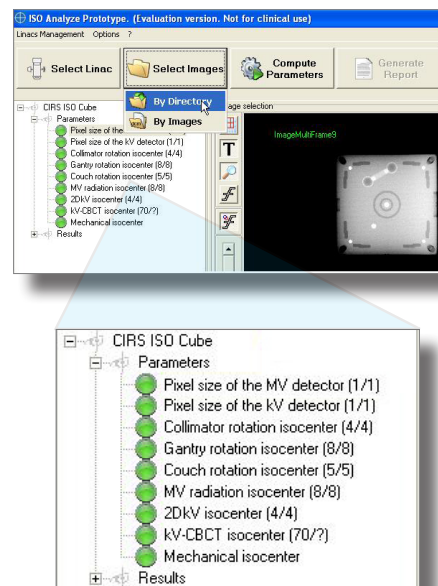 ISO Analyze Prototype. (Evaluation version. Not for clinical use)
Linacs Management Options ?
Select Linac
Select Images
Compute Parameters
Generate Report
By Directory
By Images
age selection
ImageMultiFrame9
T
CIRS ISO Cube
Parameters
Pixel size of the
Pixel size of the kV detector (1/1)
Collimator rotation isocenter (4/4)
Gantry rotation isocenter (8/8)
Couch rotation isocenter (5/5)
MV radiation isocenter (8/8)
2DkV isocenter (4/4)
kV-CBCT isocenter (70/?)
Mechanical isocenter
Results
CIRS ISO Cube
Parameters
Pixel size of the MV detector (1/1)
Pixel size of the kV detector (1/1)
Collimator rotation isocenter (4/4)
Gantry rotation isocenter (8/8)
Couch rotation isocenter (5/5)
MV radiation isocenter (8/8)
2DkV isocenter (4/4)
kV-CBCT isocenter (70/?)
Mechanical isocenter
Results